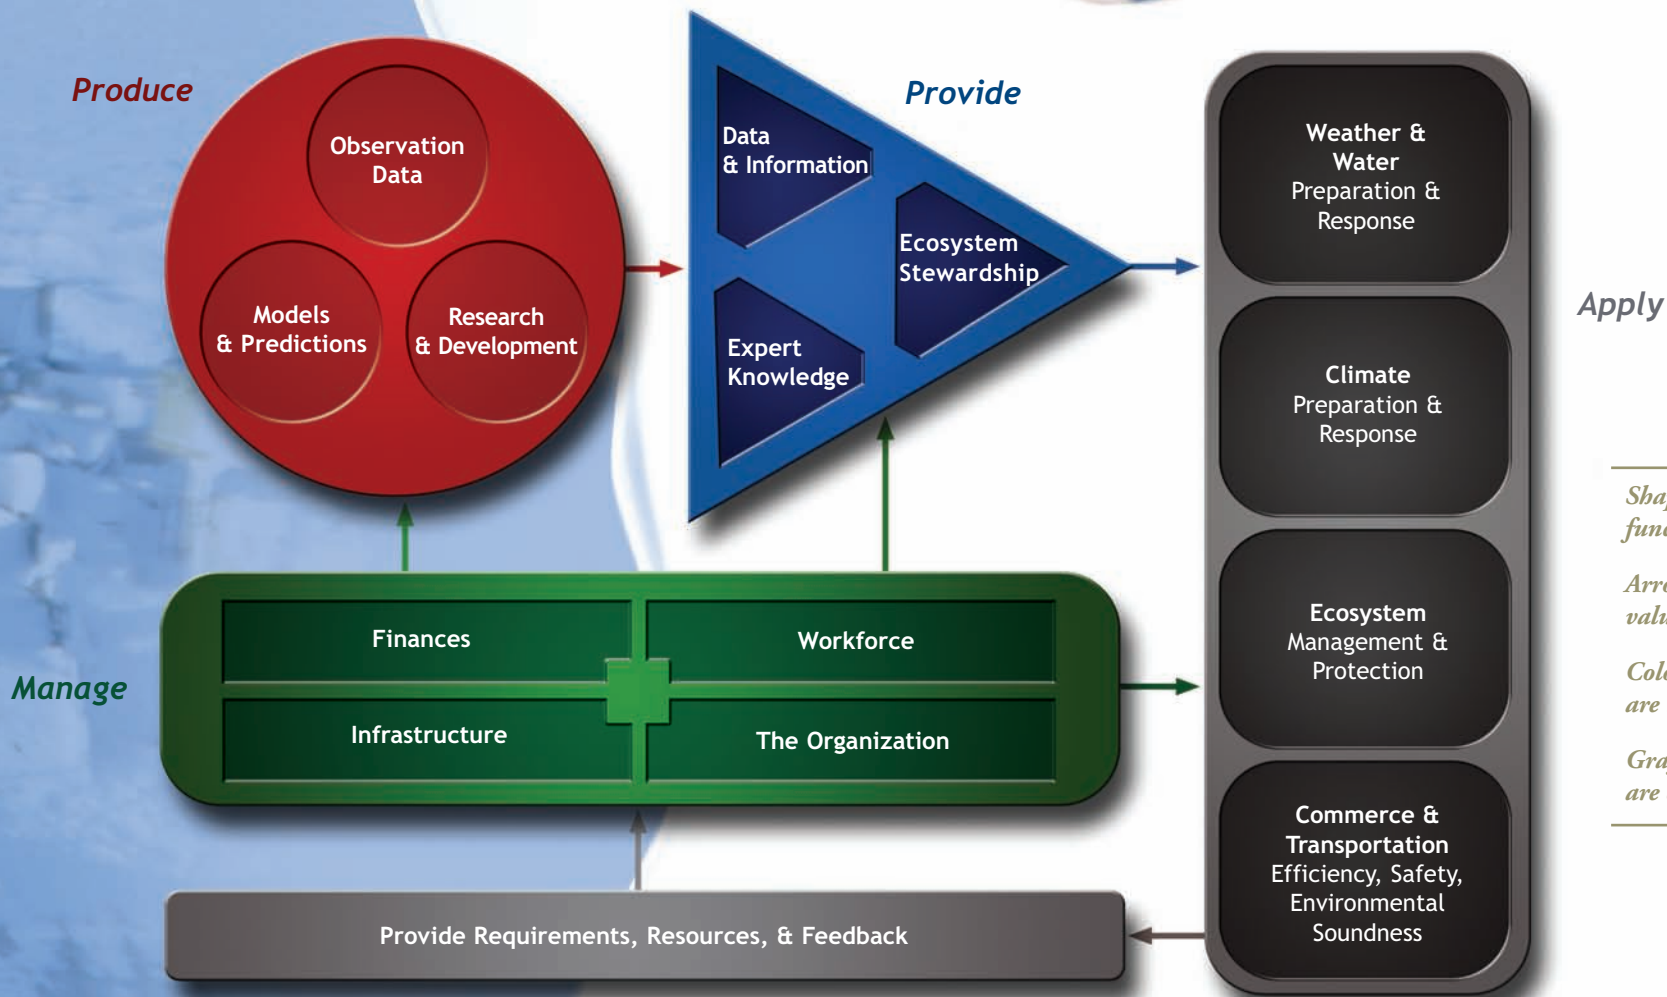 Produce
Observation
Data
Models
& Predictions
Research
& Development
Provide
Data
& Information
Ecosystem
Stewardship
Expert
Knowledge
Weather &
Water
Preparation &
Response
Climate
Preparation &
Response
Ecosystem
Management &
Protection
Commerce &
Transportation
Efficiency, Safety,
Environmental
Soundness
Apply
Manage
Finances
Workforce
Infrastructure
The Organization
Provide Requirements, Resources, & Feedback
are
are